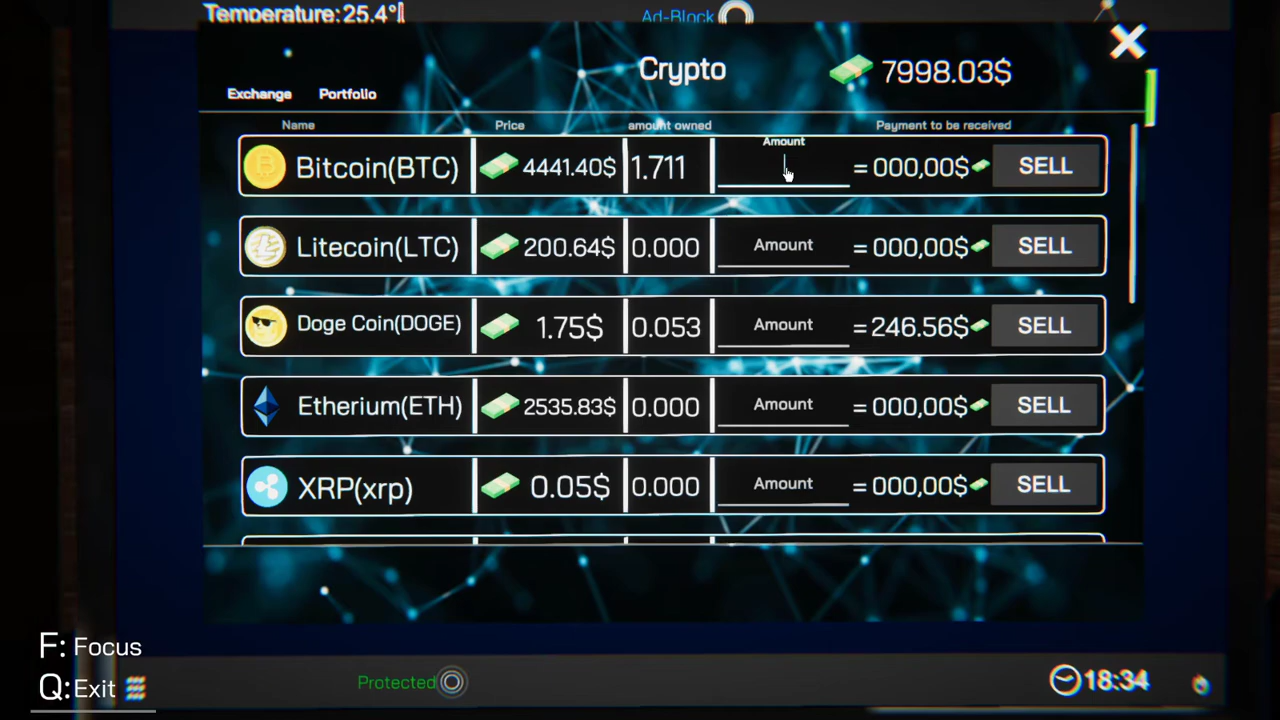 Temperature: 25.4°
Ad-Block
Crypto
7998.03$
Exchange Portfolio
Name Price amount owned Payment to be received
Amount
Bitcoin(BTC) 4441.40$ 1.711 =000,00$ SELL
Litecoin(LTC) 200.64$ 0.000 Amount =000,00$ SELL
Doge Coin(DOGE) 1.75$ 0.053 Amount =246.56$ SELL
Etherium(ETH) 2535.83$ 0.000 Amount =000,00$ SELL
XRP(xrp) 0.05$ 0.000 Amount =000,00$ SELL
F: Focus
Q:Exit
Protected
18:34